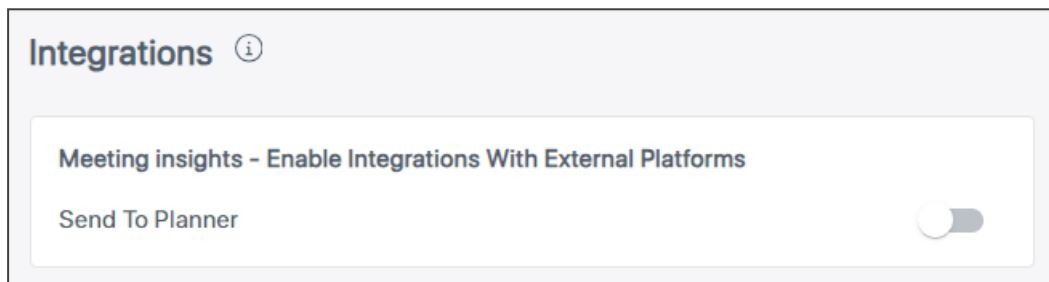 Integrations
Meeting insights - Enable Integrations With External Platforms
Send To Planner